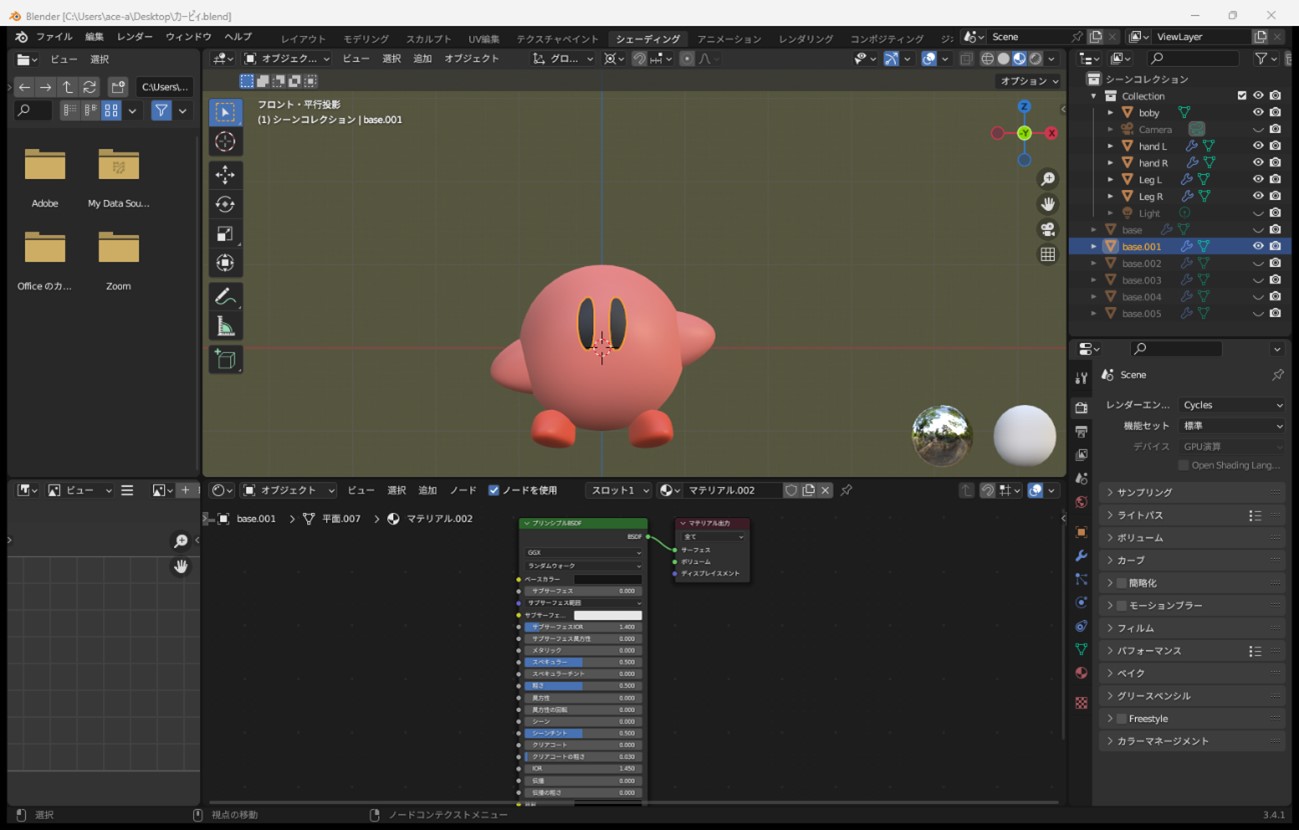 Blender [C:\Users\ace-a\Desktop\カービィ.blend]
ファイル 編集 レンダー ウィンドウ ヘルプ レイアウト モデリング スカルプト UV編集 テクスチャペイント シェーディング アニメーション レンダリング コンポジティング ジ: Scene ViewLayer
ビュー 選択
オブジェク... ビュー 選択 追加 オブジェクト グロ...
C:\Users\...
オプション
フロント・平行投影
(1) シーンコレクション | base.001
Z
-Y
X
Adobe
My Data Sou...
Office のカ...
Zoom
シーンコレクション
Collection
boby
Camera
hand L
hand R
Leg L
Leg R
Light
base
base.001
base.002
base.003
base.004
base.005
Scene
レンダーエン... Cycles
機能セット 標準
デバイス GPU演算
Open Shading Lang...
サンプリング
ライトパス
ボリューム
カーブ
簡略化
モーションブラー
フィルム
パフォーマンス
ベイク
グリースペンシル
Freestyle
カラーマネージメント
ビュー
オブジェクト ビュー 選択 追加 ノード ノードを使用 スロット1 マテリアル.002
base.001 > 平面.007 > マテリアル.002
プリンシプルBSDF
BSDF
GGX
ランダムウォーク
ベースカラー
サブサーフェス 0.000
サブサーフェス範囲
サブサーフェ...
サブサーフェスIOR 1.400
サブサーフェス異方性 0.000
メタリック 0.000
スペキュラー 0.500
スペキュラーチント 0.000
粗さ 0.500
異方性 0.000
異方性の回転 0.000
シーン 0.000
シーンチント 0.500
クリアコート 0.000
クリアコートの粗さ 0.030
IOR 1.450
伝播 0.000
伝播の粗さ 0.000
マテリアル出力
全て
サーフェス
ボリューム
ディスプレイスメント
選択 視点の移動 ノードコンテクストメニュー 3.4.1